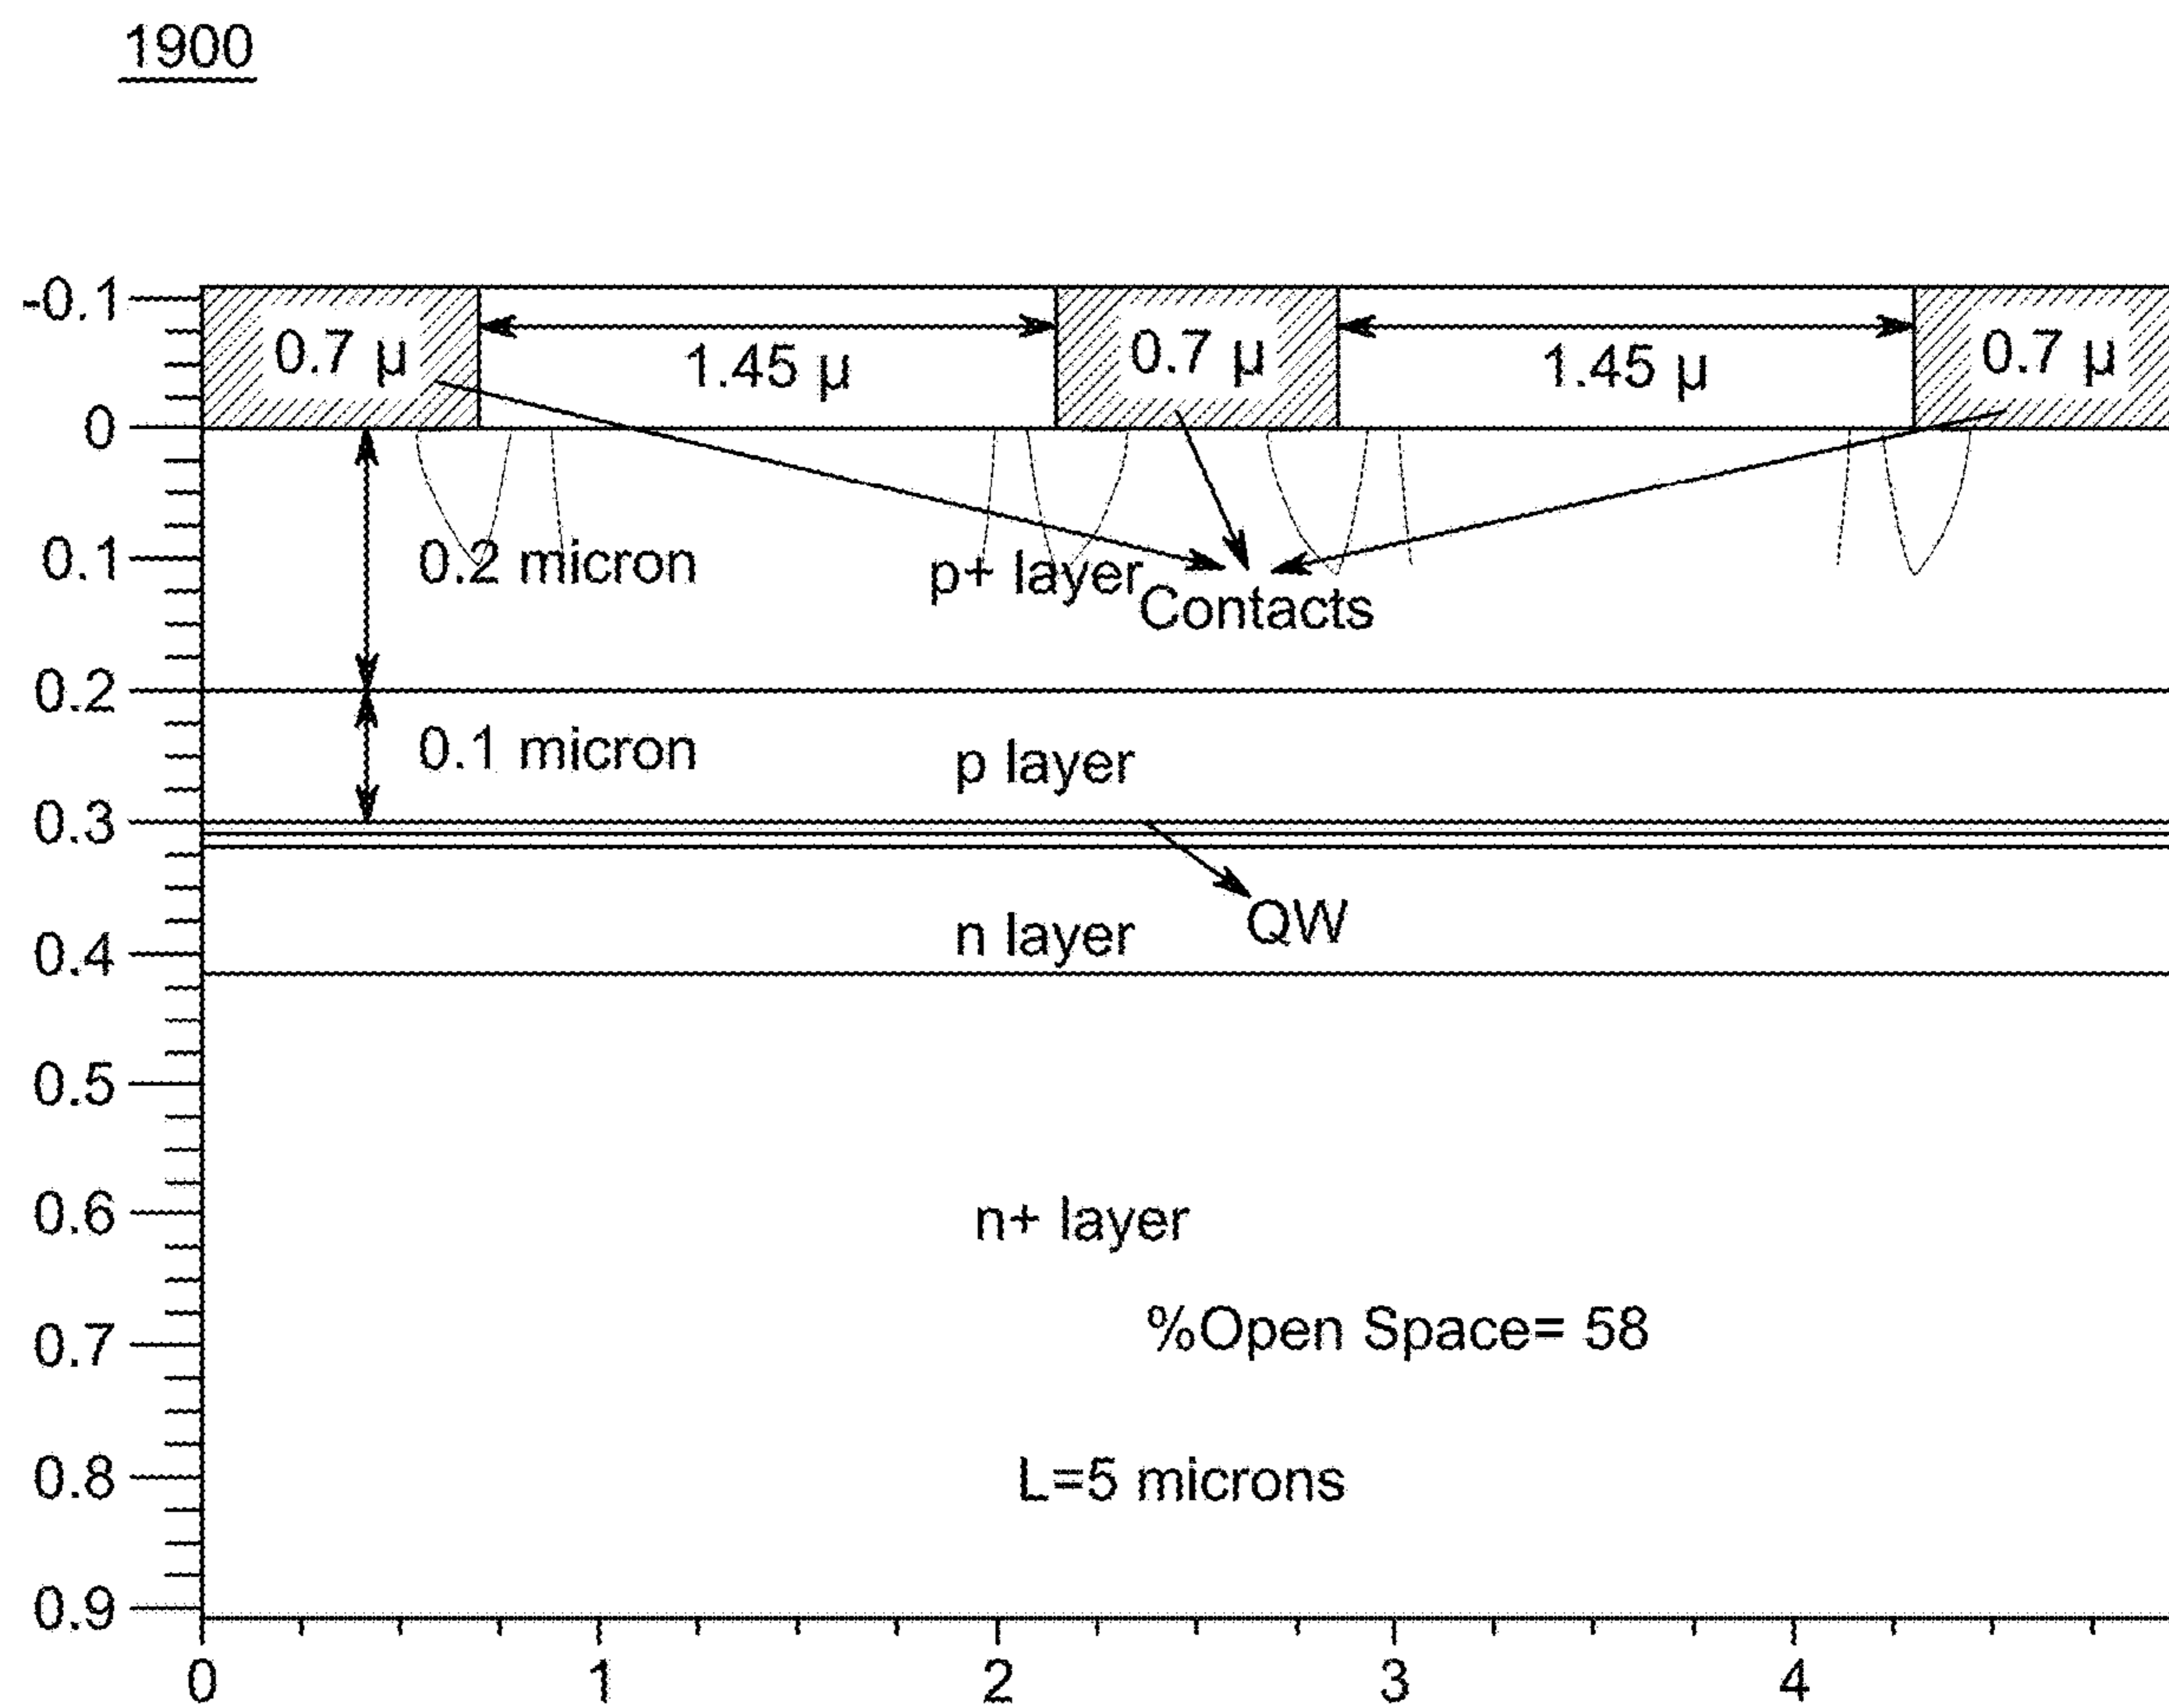 1900
-0.1
0.7 µ
1.45 µ
0.7 µ
1.45 µ
0.7 µ
0
0.1
0.2 micron
p+ layer
Contacts
0.2
0.1 micron
p layer
0.3
QW
n layer
0.4
0.5
n+ layer
0.6
%Open Space= 58
0.7
L=5 microns
0.8
0.9
0 1 2 3 4